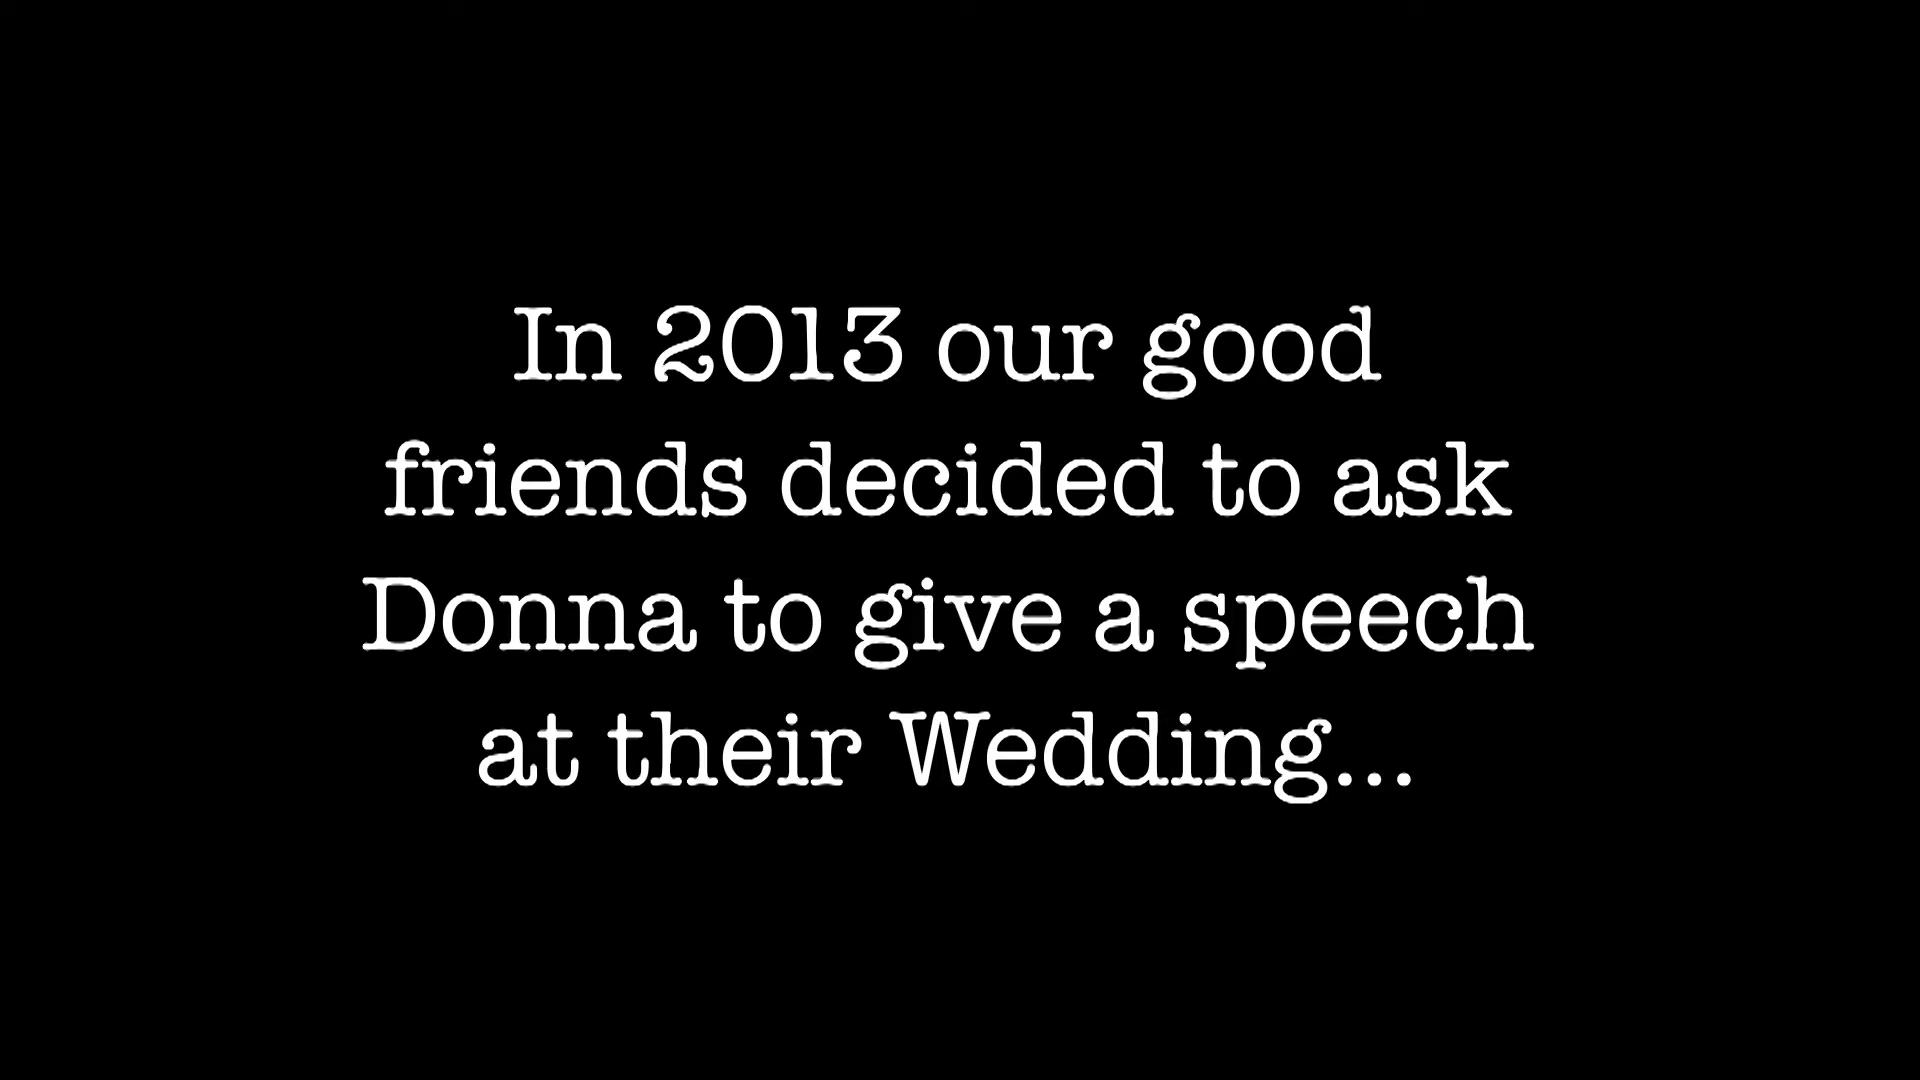 In 2013 our good
friends decided to ask
Donna to give a speech
at their Wedding...